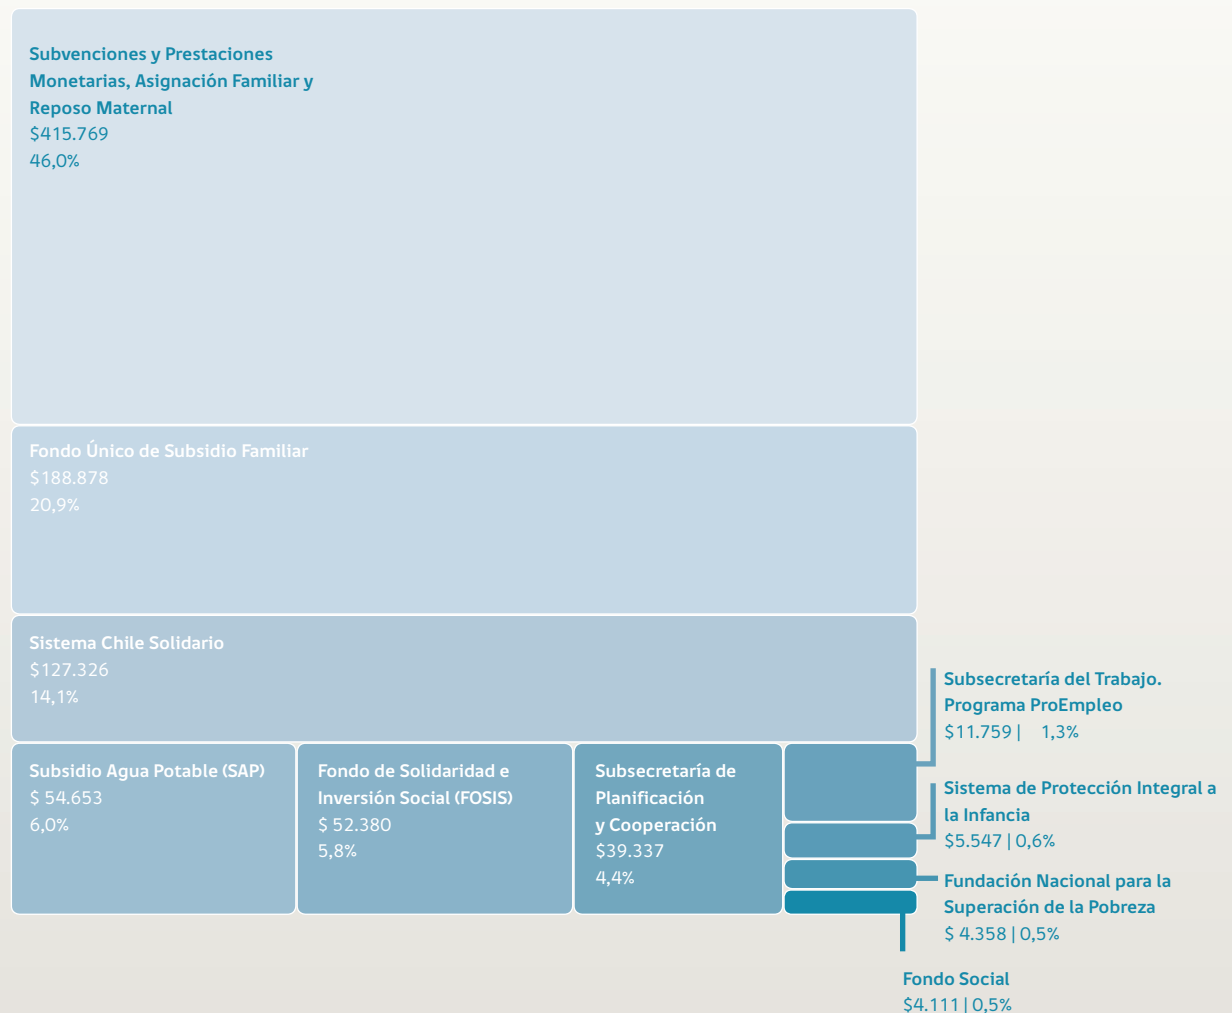 Subvenciones y Prestaciones
Monetarias, Asignación Familiar y
Reposo Maternal
$415.769
46,0%
Fondo Único de Subsidio Familiar
$188.878
20,9%
Sistema Chile Solidario
$127.326
14,1%
Subsidio Agua Potable (SAP)
$ 54.653
6,0%
Fondo de Solidaridad e
Inversión Social (FOSIS)
$ 52.380
5,8%
Subsecretaría de
Planificación
y Cooperación
$39.337
4,4%
Subsecretaría del Trabajo.
Programa ProEmpleo
$11.759 | 1,3%
Sistema de Protección Integral a
la Infancia
$5.547 | 0,6%
Fundación Nacional para la
Superación de la Pobreza
$ 4.358 | 0,5%
Fondo Social
$4.111 | 0,5%